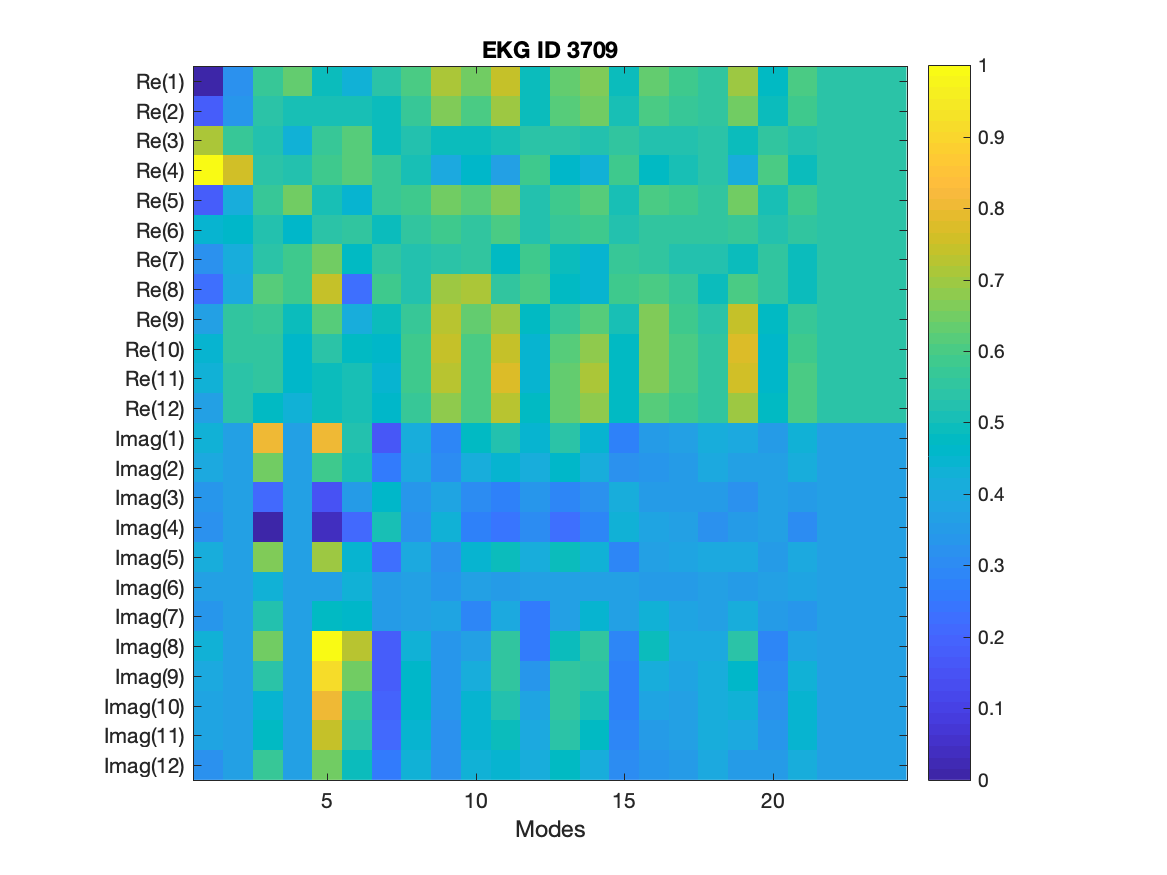 EKG ID 3709
Re(1)
Re(2)
Re(3)
Re(4)
Re(5)
Re(6)
Re(7)
Re(8)
Re(9)
Re(10)
Re(11)
Re(12)
Imag(1)
Imag(2)
Imag(3)
Imag(4)
Imag(5)
Imag(6)
Imag(7)
Imag(8)
Imag(9)
Imag(10)
Imag(11)
Imag(12)
5 10 15 20
Modes
1
0.9
0.8
0.7
0.6
0.5
0.4
0.3
0.2
0.1
0